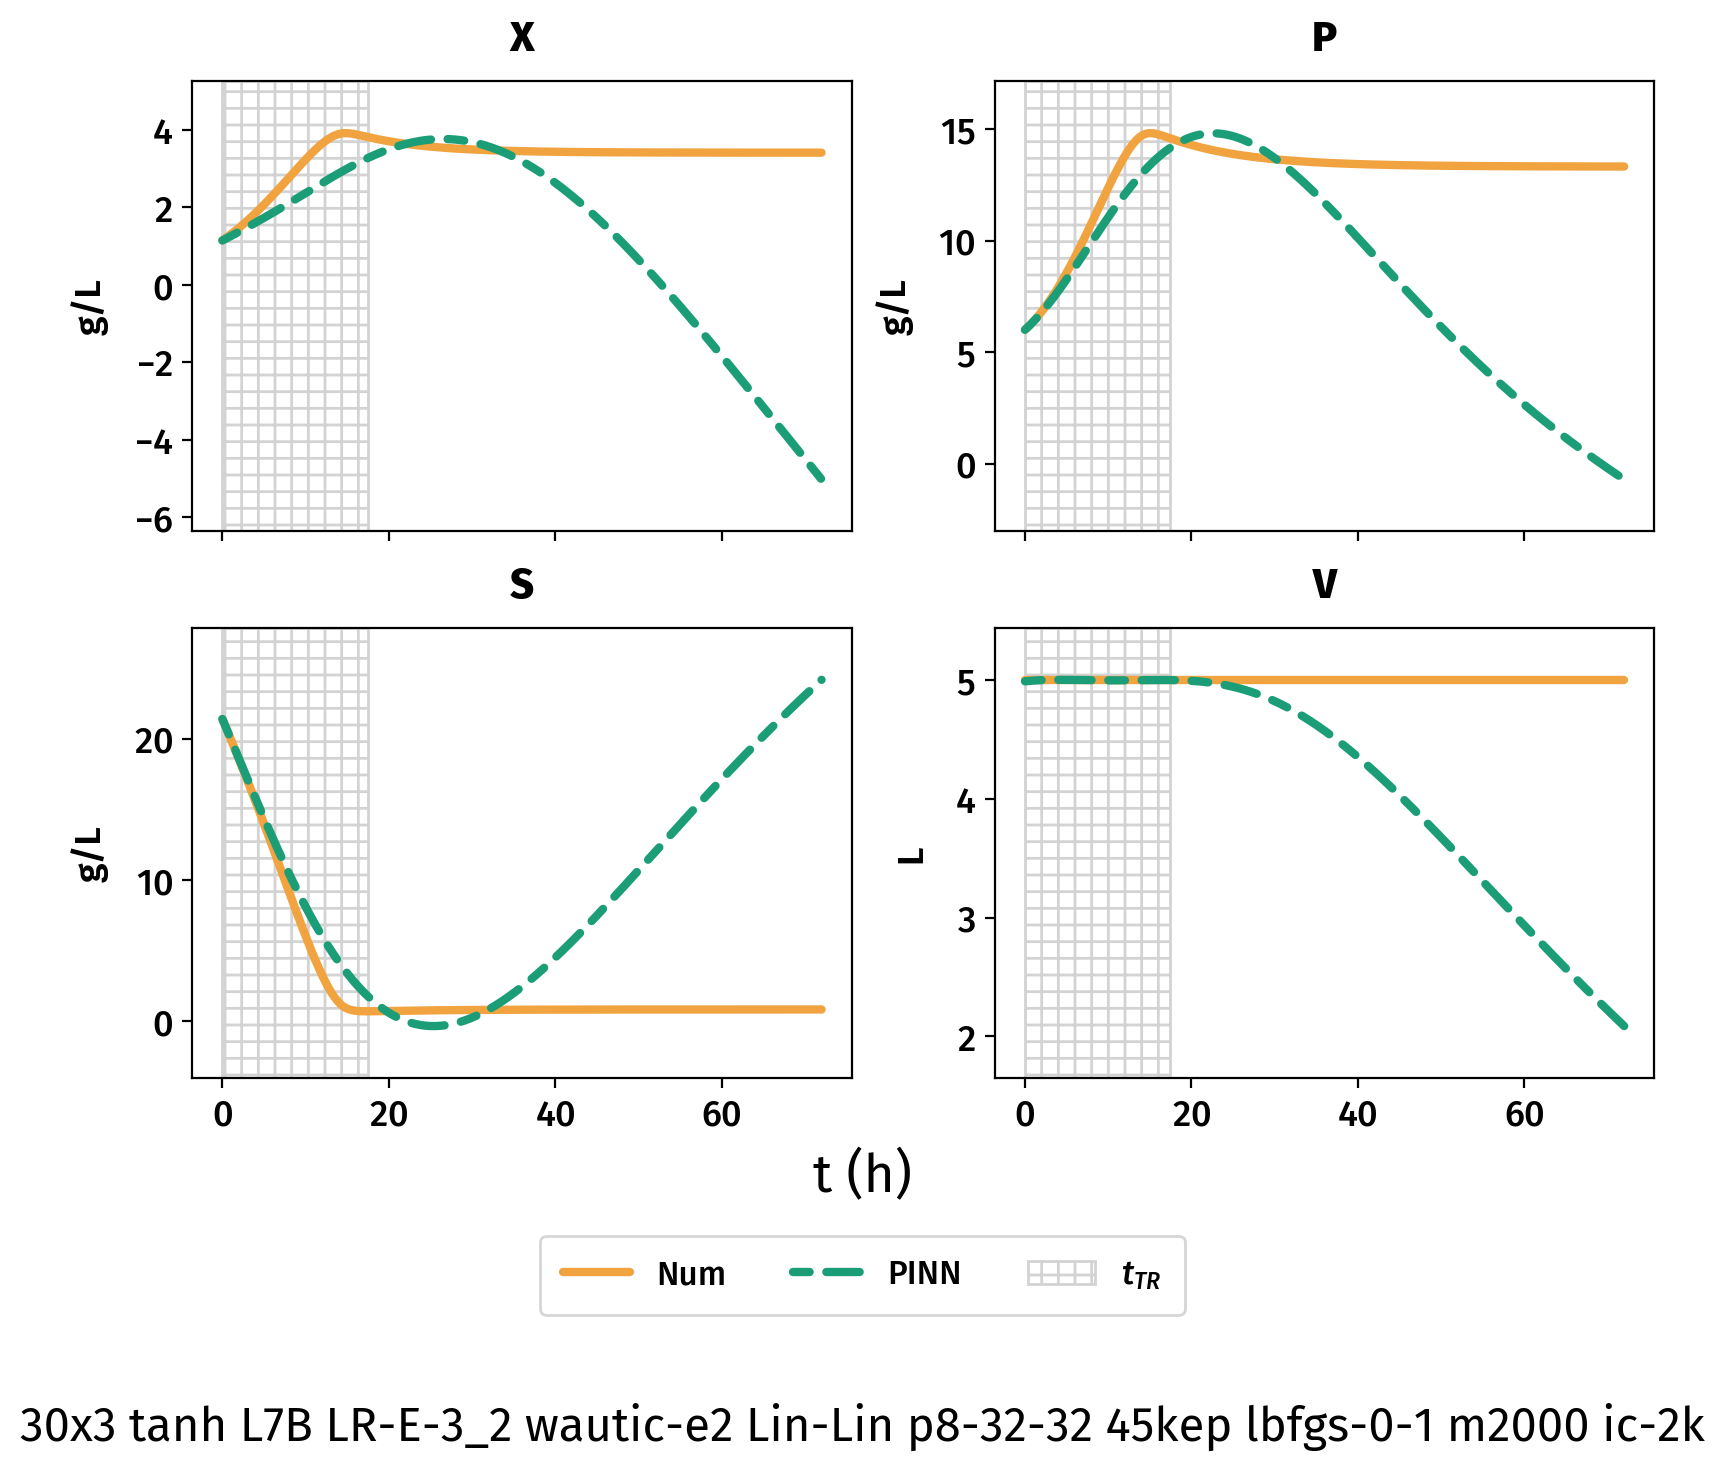 X
P
4
2
0
−2
−4
−6
g/L
15
10
5
0
g/L
S
V
20
10
0
g/L
5
4
3
2
L
0 20 40 60
0 20 40 60
t (h)
Num PINN t_TR
30x3 tanh L7B LR-E-3_2 wautic-e2 Lin-Lin p8-32-32 45kep lbfgs-0-1 m2000 ic-2k